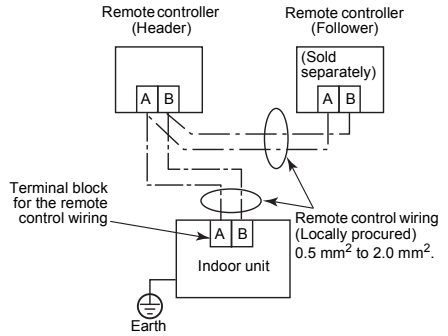 Remote controller
(Header)
Remote controller
(Follower)
(Sold
separately)
A B
A B
Terminal block
for the remote
control wiring
A B
Indoor unit
Remote control wiring
(Locally procured)
0.5 mm² to 2.0 mm².
Earth